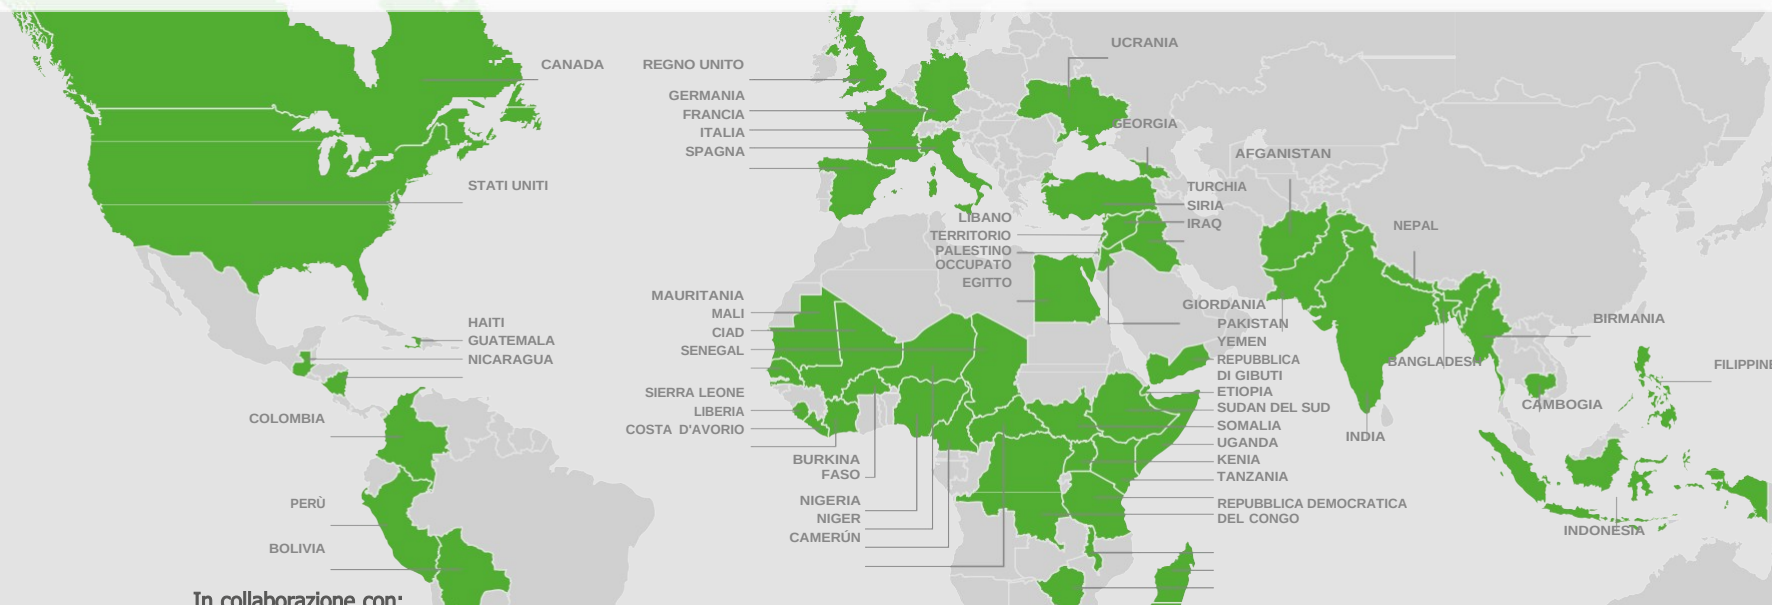 CANADA
STATI UNITI
HAITI
GUATEMALA
NICARAGUA
COLOMBIA
PERÙ
BOLIVIA
In collaborazione con:
REGNO UNITO
GERMANIA
FRANCIA
ITALIA
SPAGNA
UCRANIA
GEORGIA
AFGANISTAN
TURCHIA
SIRIA
IRAQ
LIBANO
TERRITORIO
PALESTINO
OCCUPATO
EGITTO
NEPAL
MAURITANIA
MALI
CIAD
SENEGAL
SIERRA LEONE
LIBERIA
COSTA D'AVORIO
BURKINA
FASO
NIGERIA
NIGER
CAMERÚN
GIORDANIA
PAKISTAN
YEMEN
REPUBBLICA
DI GIBUTI
ETIOPIA
SUDAN DEL SUD
SOMALIA
UGANDA
KENIA
TANZANIA
REPUBBLICA DEMOCRATICA
DEL CONGO
BIRMANIA
BANGLADESH
FILIPPINE
CAMBOGIA
INDIA
INDONESIA